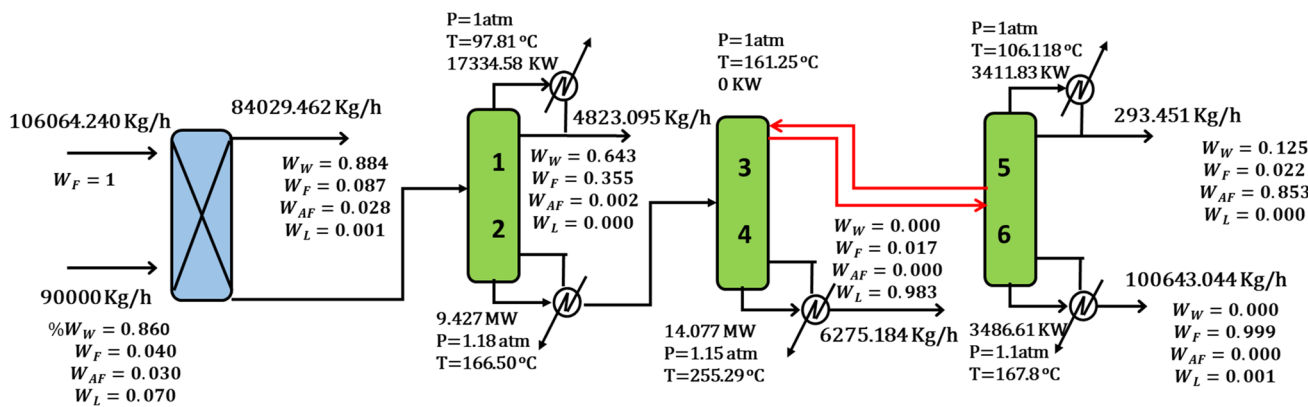 106064.240 Kg/h
W_F = 1
84029.462 Kg/h
W_W = 0.884
W_F = 0.087
W_AF = 0.028
W_L = 0.001
90000 Kg/h
%W_W = 0.860
W_F = 0.040
W_AF = 0.030
W_L = 0.070
P=1atm
T=97.81 ºC
17334.58 KW
1
2
4823.095 Kg/h
W_W = 0.643
W_F = 0.355
W_AF = 0.002
W_L = 0.000
9.427 MW
P=1.18 atm
T=166.50 ºC
P=1atm
T=161.25 ºC
0 KW
3
4
W_W = 0.000
W_F = 0.017
W_AF = 0.000
W_L = 0.983
6275.184 Kg/h
14.077 MW
P=1.15 atm
T=255.29 ºC
P=1atm
T=106.118 ºC
3411.83 KW
5
6
293.451 Kg/h
W_W = 0.125
W_F = 0.022
W_AF = 0.853
W_L = 0.000
3486.61 KW
P=1.1atm
T=167.8 ºC
100643.044 Kg/h
W_W = 0.000
W_F = 0.999
W_AF = 0.000
W_L = 0.001